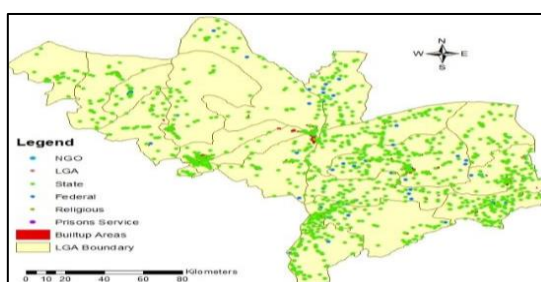 N
W E
S
Legend
NGO
LGA
State
Federal
Religious
Prisons Service
Builtup Areas
LGA Boundary
Kilometers
0 10 20 40 60 80